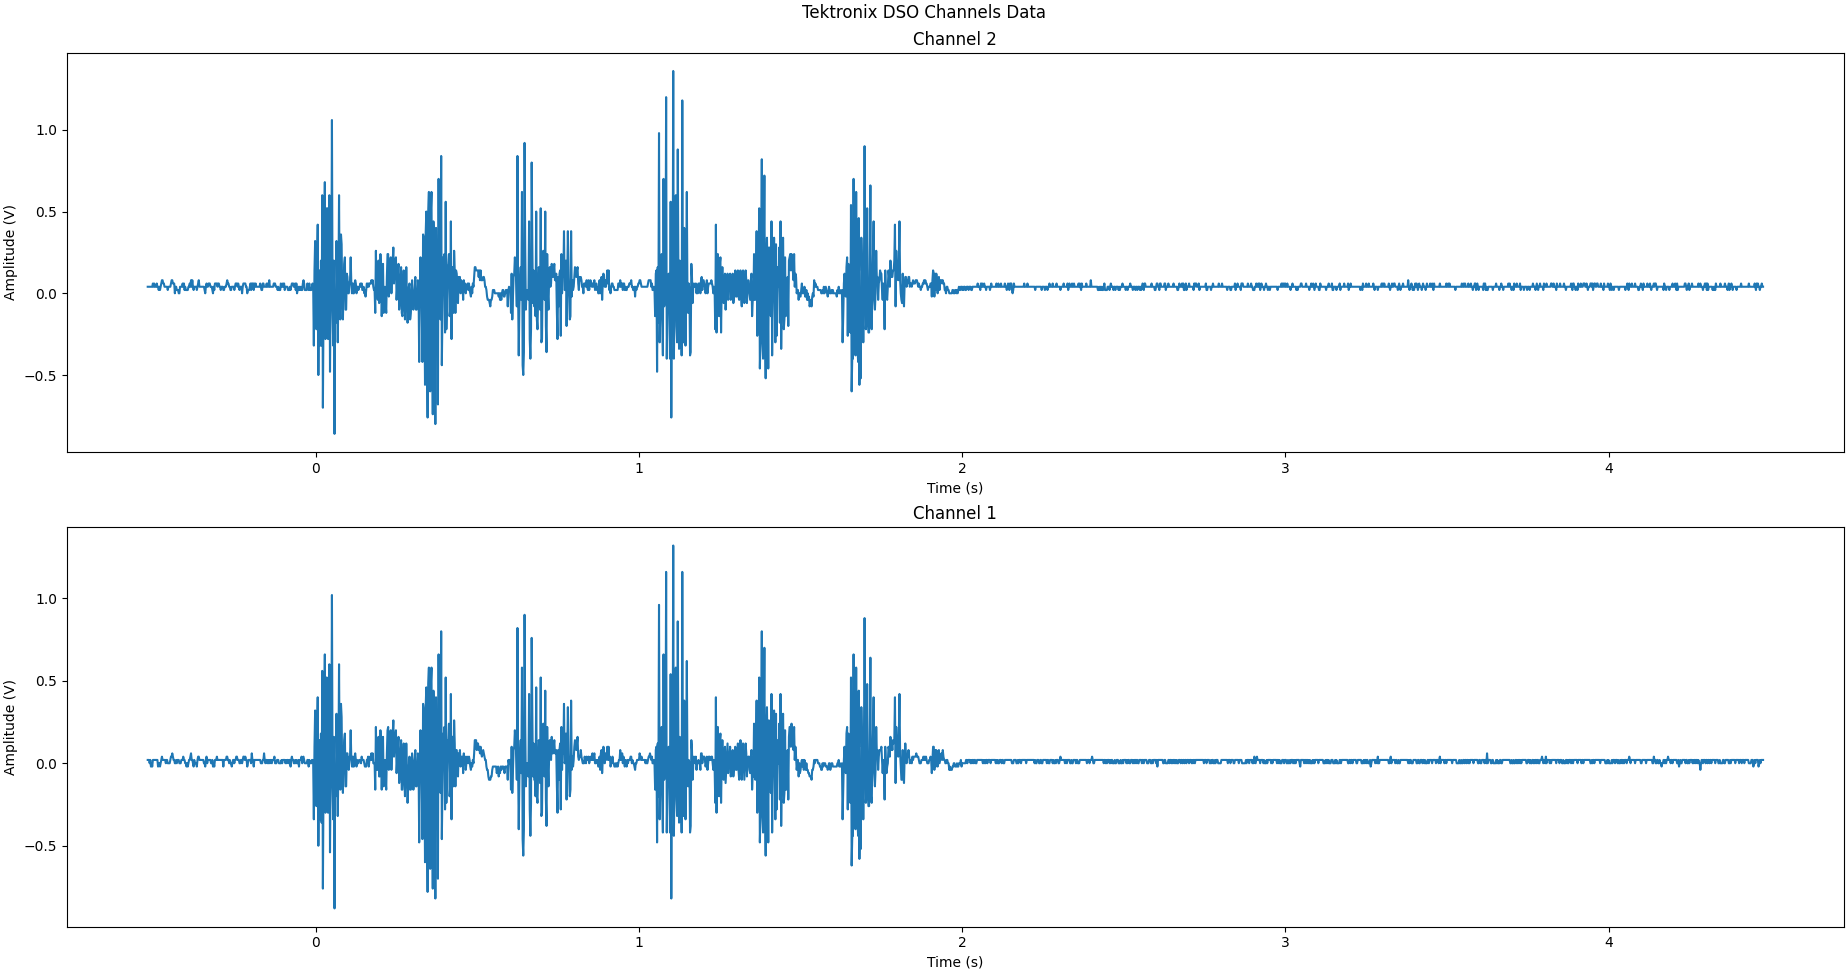 Tektronix DSO Channels Data
Channel 2
Amplitude (V)
1.0
0.5
0.0
−0.5
0 1 2 3 4
Time (s)
Channel 1
Amplitude (V)
1.0
0.5
0.0
−0.5
0 1 2 3 4
Time (s)